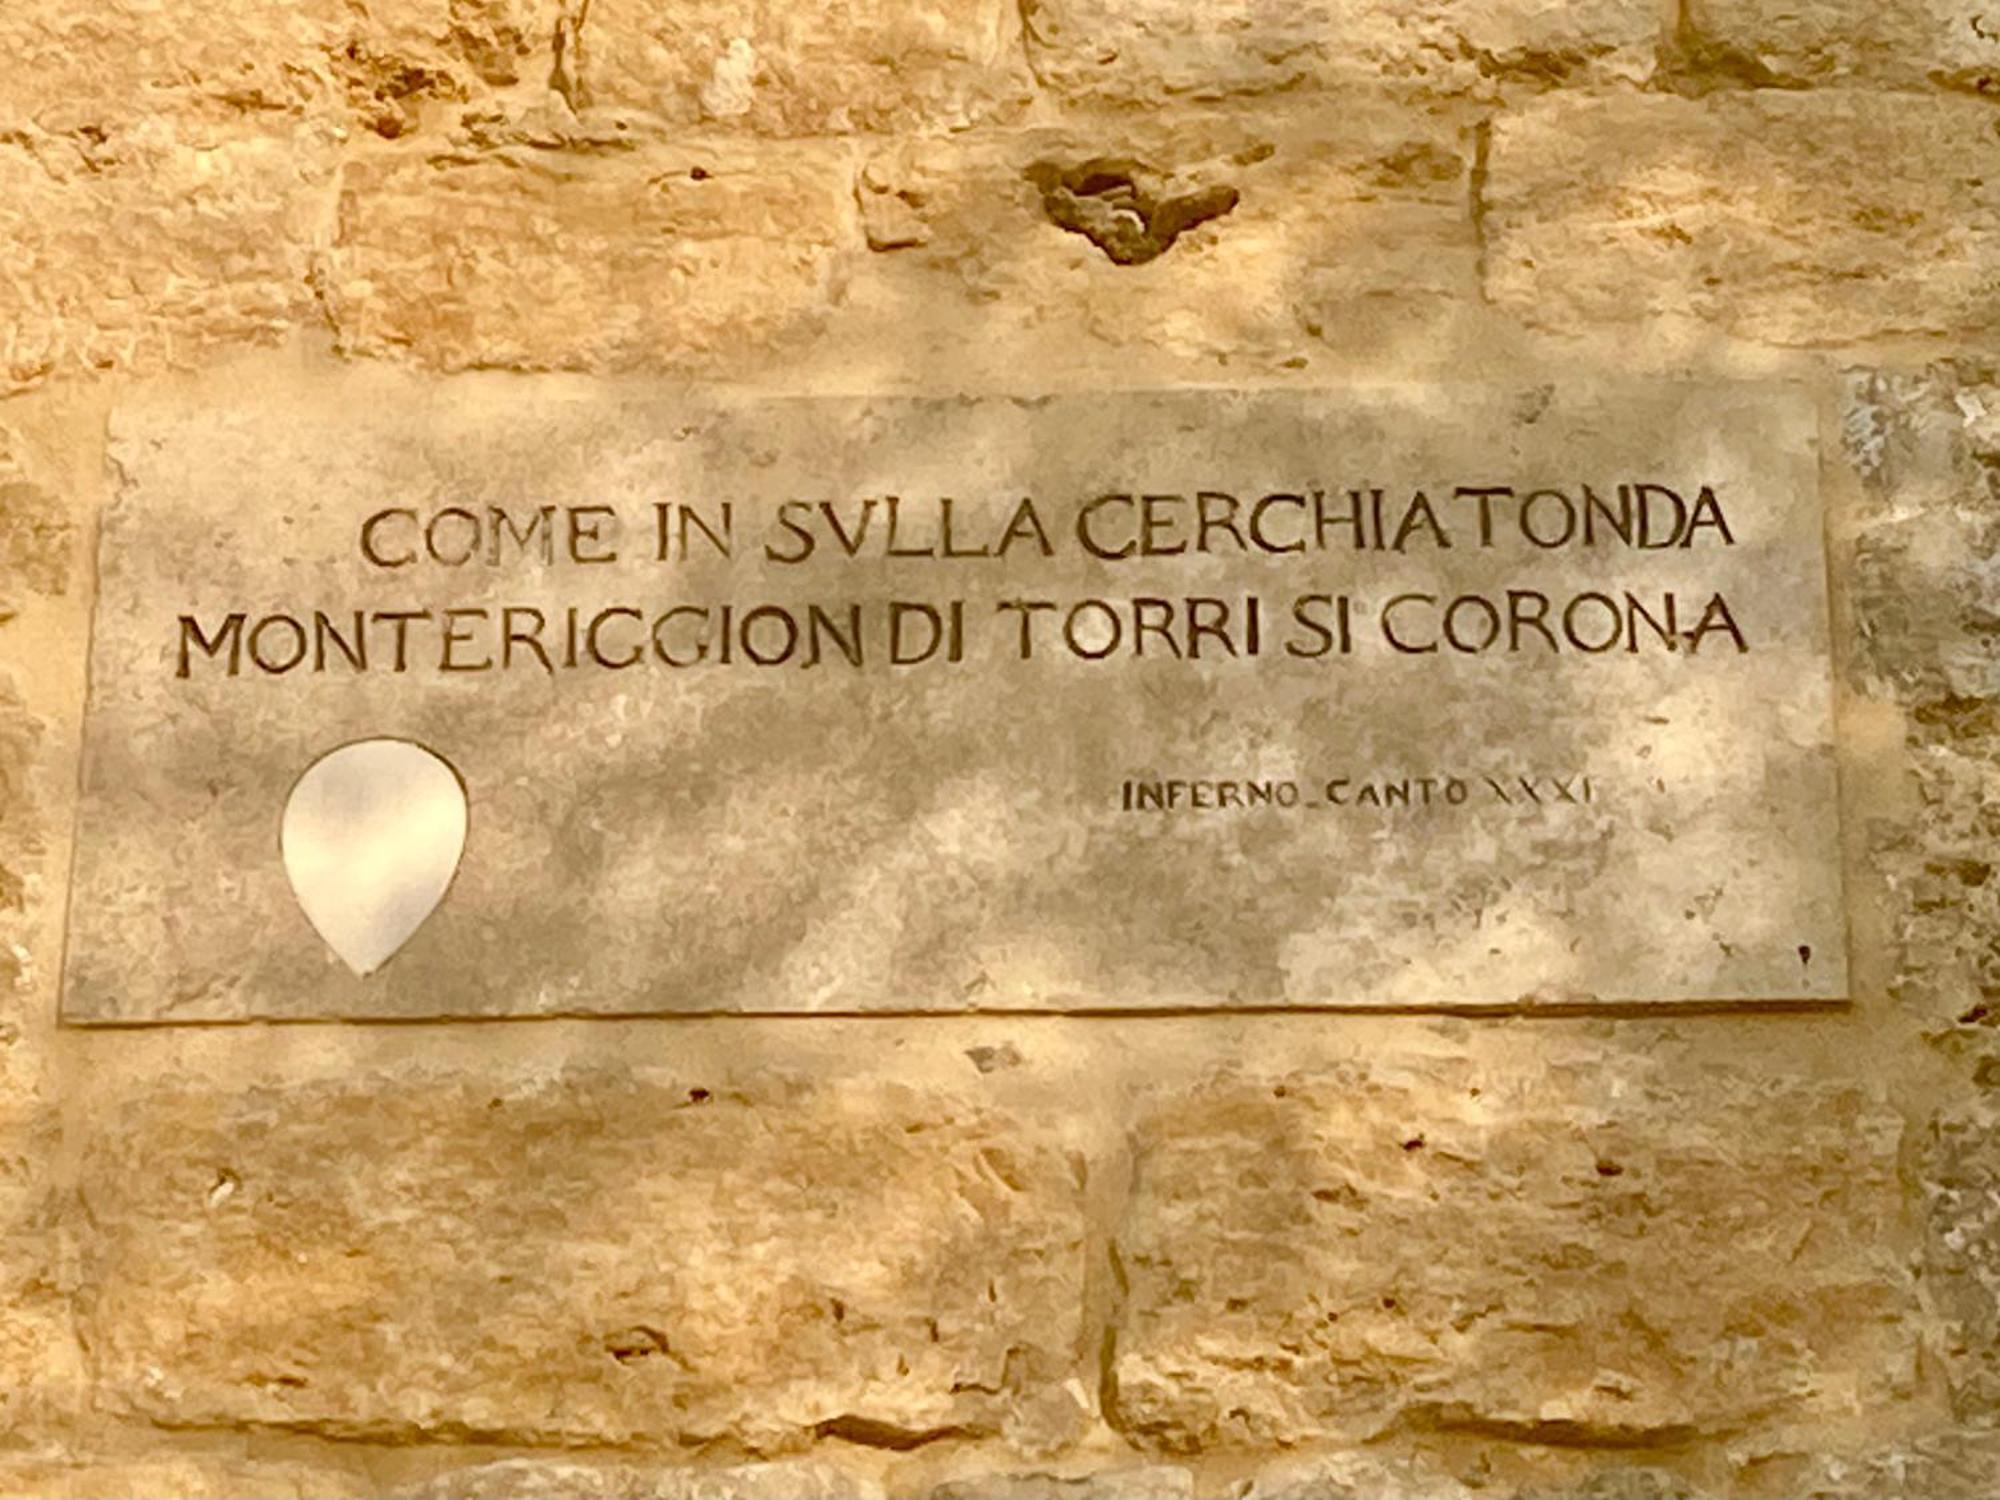 COME IN SVLLA CERCHIA TONDA
MONTERIGGION DI TORRI SI CORONA
INFERNO_CANTO XXXI